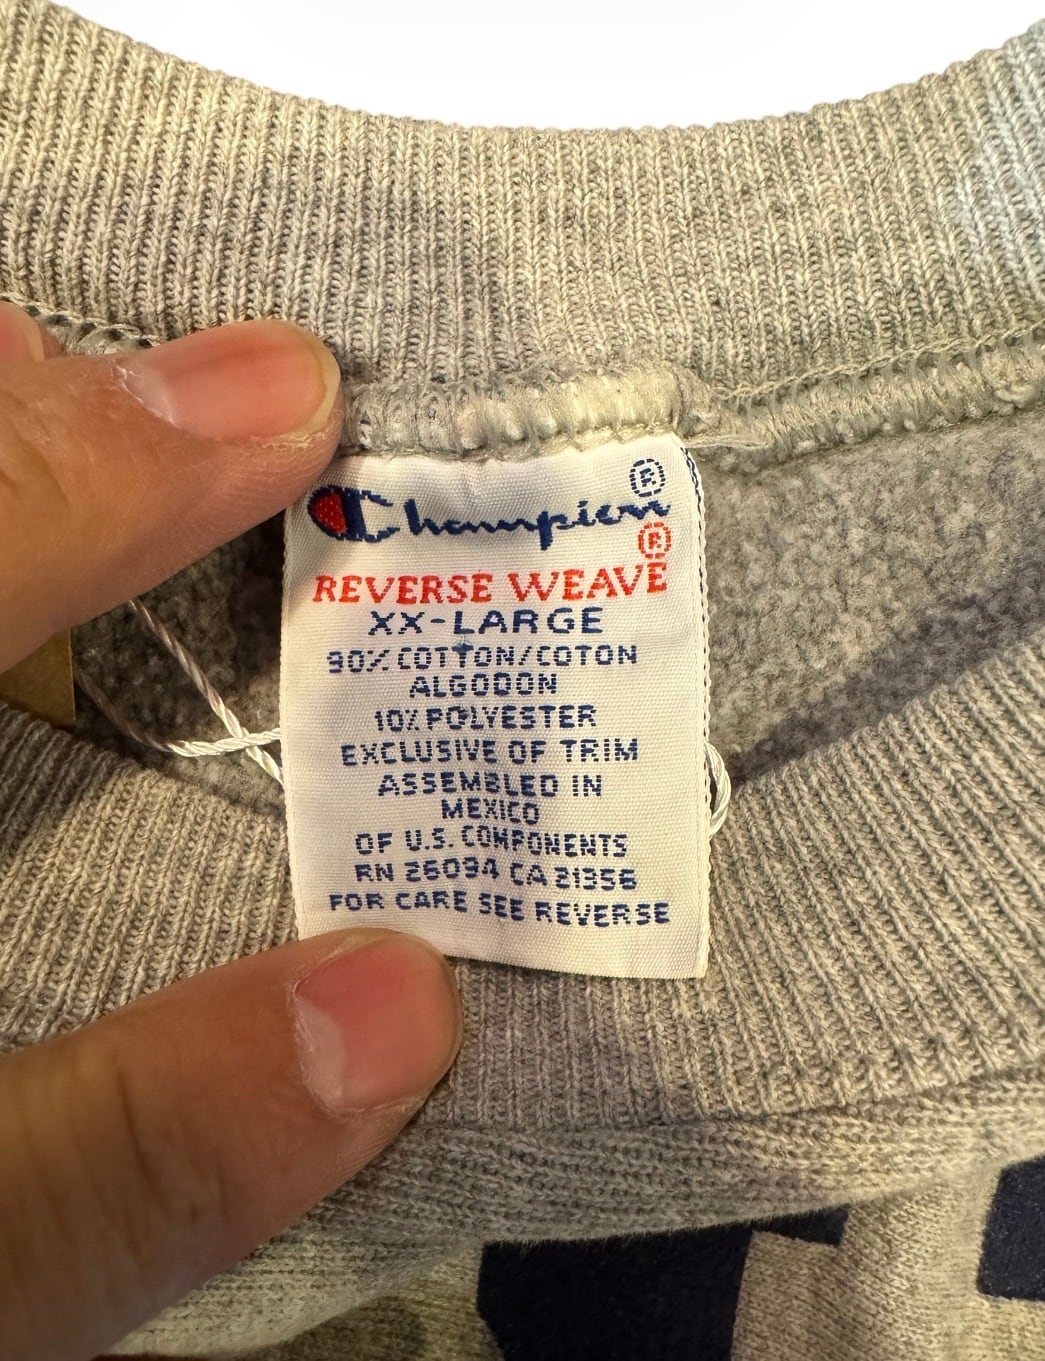 Champion ®
REVERSE WEAVE ®
XX-LARGE
90% COTTON/COTON
ALGODON
10% POLYESTER
EXCLUSIVE OF TRIM
ASSEMBLED IN
MEXICO
OF U.S. COMPONENTS
RN 26094 CA 21356
FOR CARE SEE REVERSE